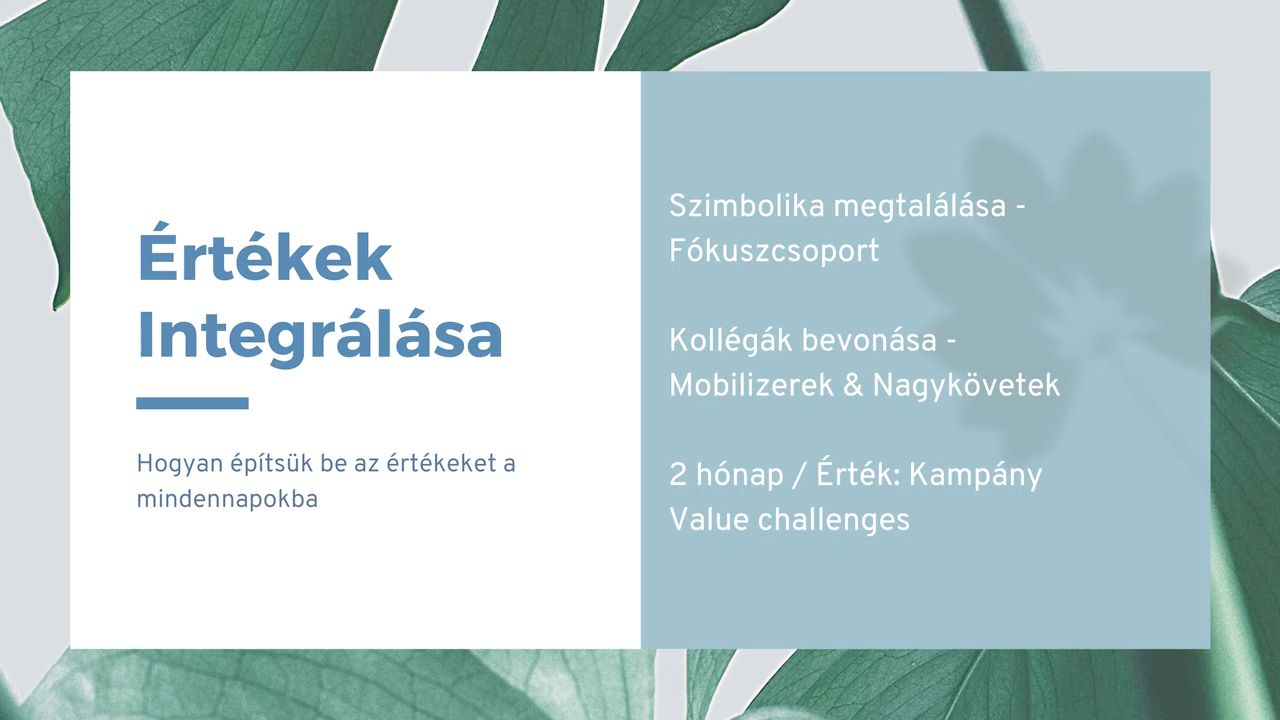 Értékek
Integrálása
Hogyan építsük be az értékeket a
mindennapokba
Szimbolika megtalálása -
Fókuszcsoport
Kollégák bevonása -
Mobilizerek & Nagykövetek
2 hónap / Érték: Kampány
Value challenges